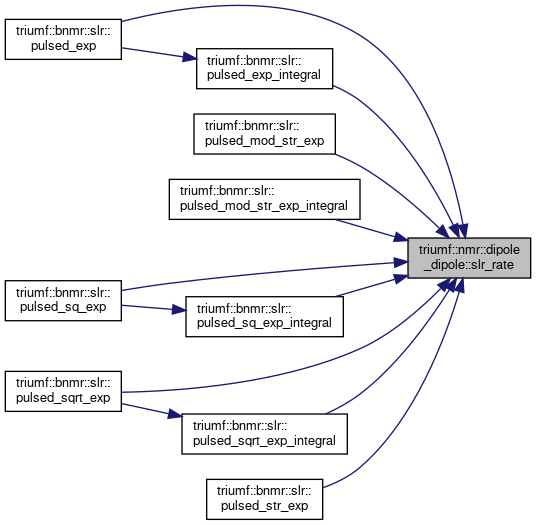 triumf::bnmr::slr::
pulsed_exp
triumf::bnmr::slr::
pulsed_exp_integral
triumf::bnmr::slr::
pulsed_mod_str_exp
triumf::bnmr::slr::
pulsed_mod_str_exp_integral
triumf::nmr::dipole
_dipole::slr_rate
triumf::bnmr::slr::
pulsed_sq_exp
triumf::bnmr::slr::
pulsed_sq_exp_integral
triumf::bnmr::slr::
pulsed_sqrt_exp
triumf::bnmr::slr::
pulsed_sqrt_exp_integral
triumf::bnmr::slr::
pulsed_str_exp